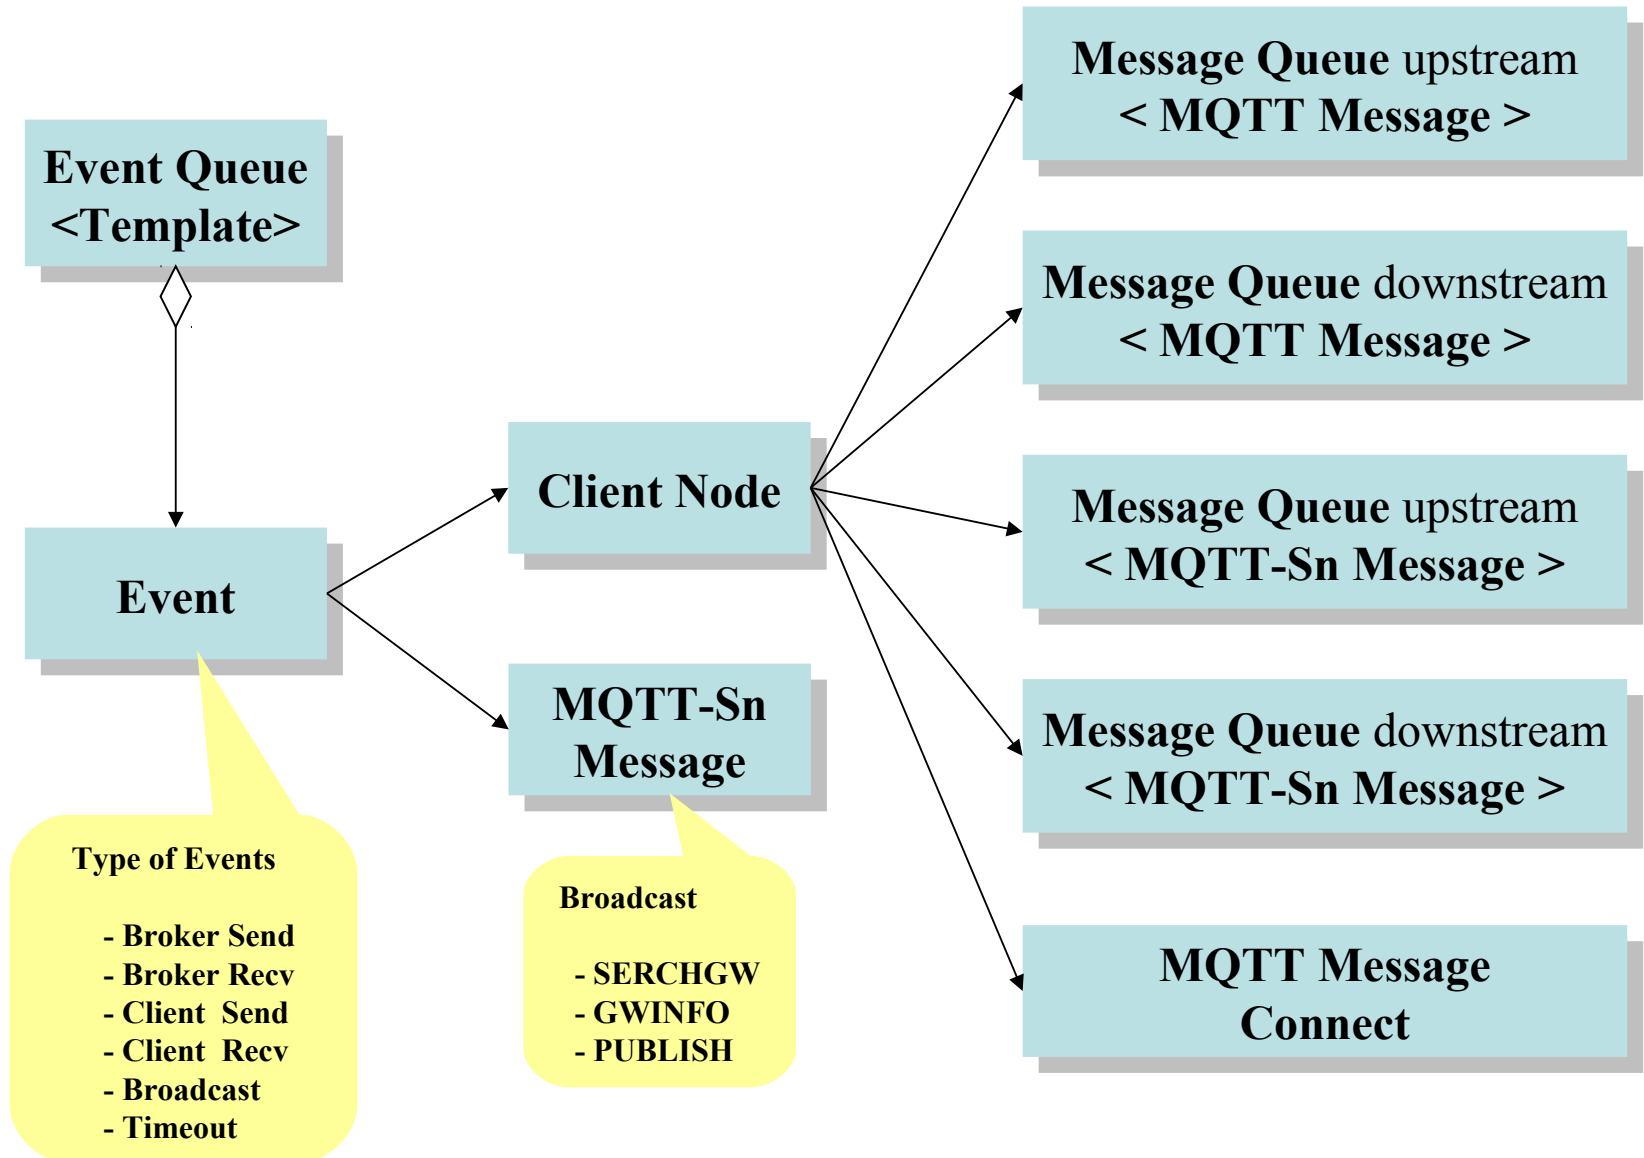 Event Queue
<Template>
Event
Type of Events
- Broker Send
- Broker Recv
- Client  Send
- Client  Recv
- Broadcast
- Timeout
Client Node
MQTT-Sn
Message
Broadcast
- SERCHGW
- GWINFO
- PUBLISH
Message Queue upstream
< MQTT Message >
Message Queue downstream
< MQTT Message >
Message Queue upstream
< MQTT-Sn Message >
Message Queue downstream
< MQTT-Sn Message >
MQTT Message
Connect